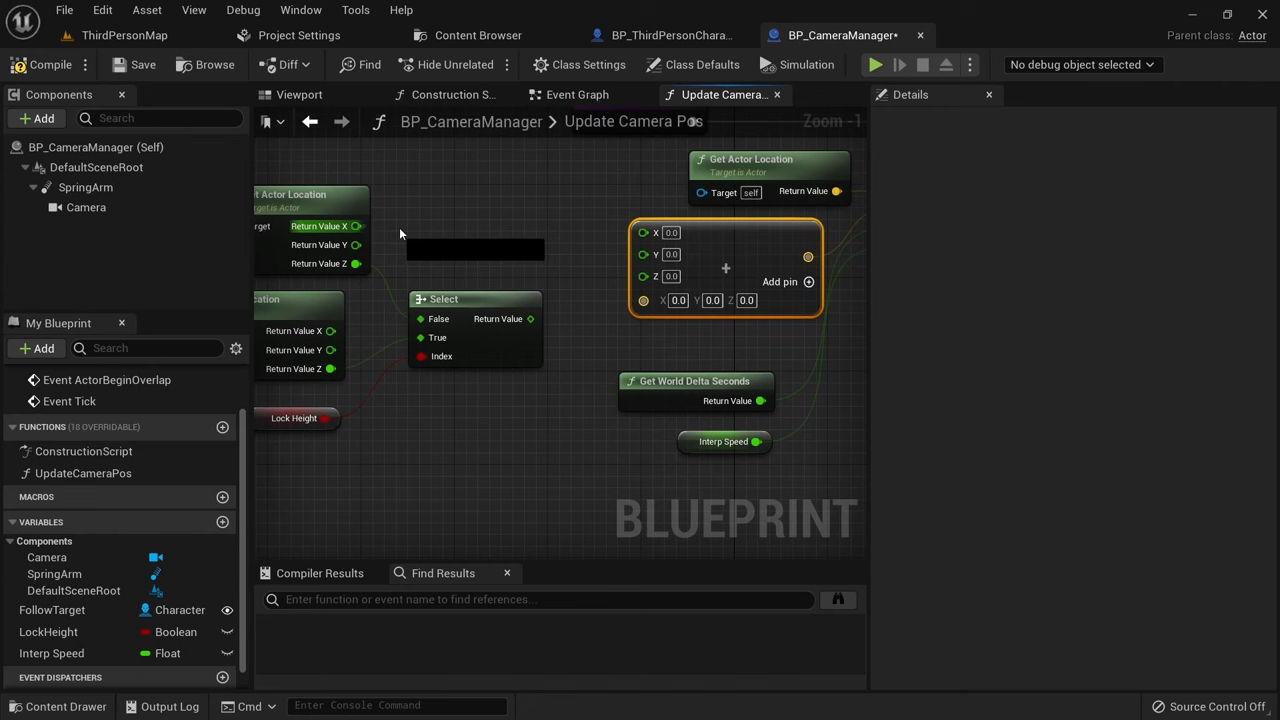 File Edit Asset View Debug Window Tools Help
ThirdPersonMap Project Settings Content Browser BP_ThirdPersonChara... BP_CameraManager* Parent class: Actor
Compile Save Browse Diff Find Hide Unrelated Class Settings Class Defaults Simulation No debug object selected
Components Viewport Construction S... Event Graph Update Camera... Details
Add Search
BP_CameraManager > Update Camera Pos Zoom -1
BP_CameraManager (Self)
DefaultSceneRoot
SpringArm
Camera
t Actor Location
get is Actor
arget Return Value X
Return Value Y
Return Value Z
Get Actor Location
Target is Actor
Target self Return Value
X 0.0
Y 0.0
Z 0.0
Add pin
X 0.0 Y 0.0 Z 0.0
cation
Return Value X
Return Value Y
Return Value Z
Select
False Return Value
True
Index
Lock Height
Get World Delta Seconds
Return Value
Interp Speed
BLUEPRINT
My Blueprint
Add Search
Event ActorBeginOverlap
Event Tick
FUNCTIONS (18 OVERRIDABLE)
ConstructionScript
UpdateCameraPos
MACROS
VARIABLES
Components
Camera
SpringArm
DefaultSceneRoot
FollowTarget Character
LockHeight Boolean
Interp Speed Float
EVENT DISPATCHERS
Compiler Results Find Results
Enter function or event name to find references...
Content Drawer Output Log Cmd Enter Console Command Source Control Off